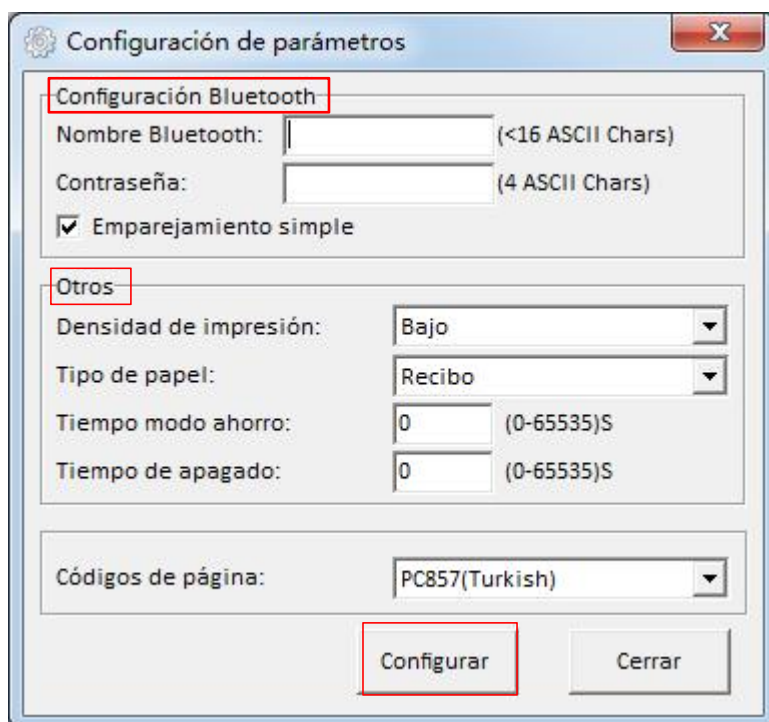 Configuración de parámetros
Configuración Bluetooth
Nombre Bluetooth: (<16 ASCII Chars)
Contraseña: (4 ASCII Chars)
Emparejamiento simple
Otros
Densidad de impresión: Bajo
Tipo de papel: Recibo
Tiempo modo ahorro: 0 (0-65535)S
Tiempo de apagado: 0 (0-65535)S
Códigos de página: PC857(Turkish)
Configurar Cerrar